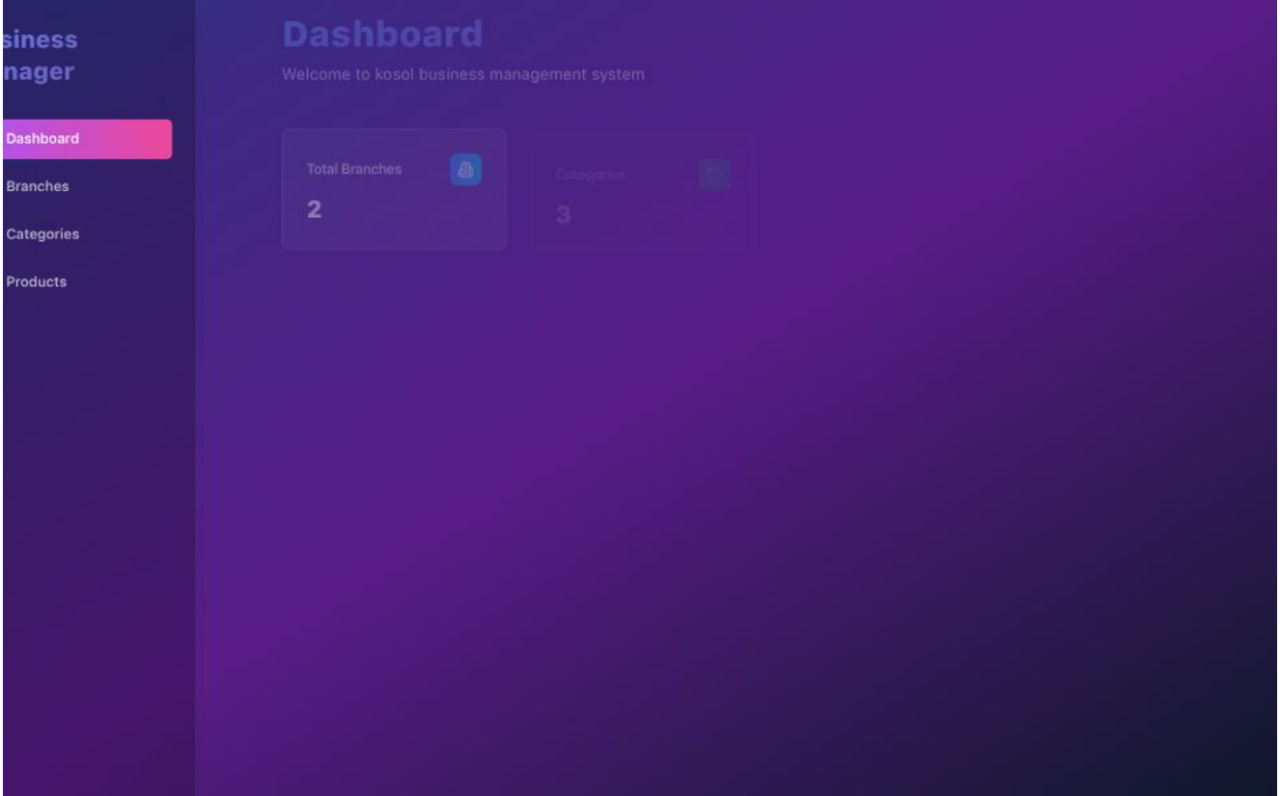 siness
nager
Dashboard
Branches
Categories
Products
Dashboard
Welcome to kosol business management system
Total Branches
2
Categories
3